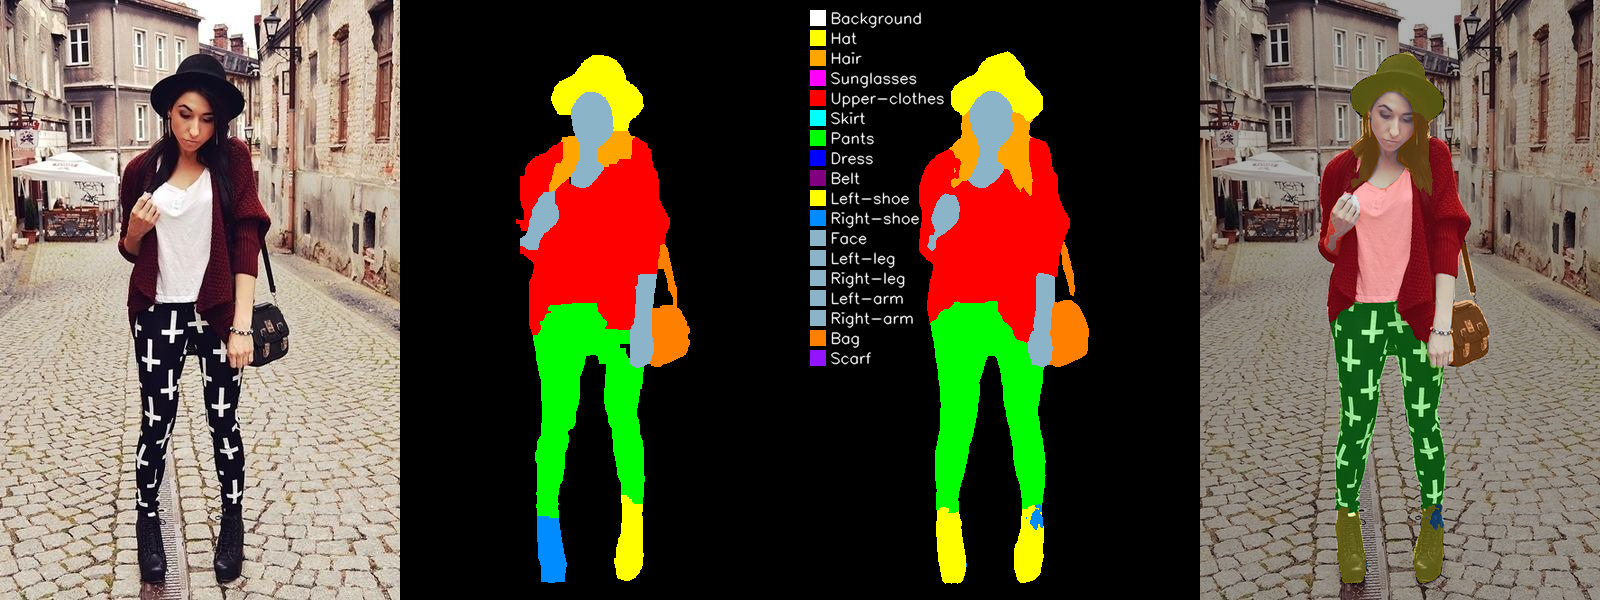 Background
Hat
Hair
Sunglasses
Upper-clothes
Skirt
Pants
Dress
Belt
Left-shoe
Right-shoe
Face
Left-leg
Right-leg
Left-arm
Right-arm
Bag
Scarf